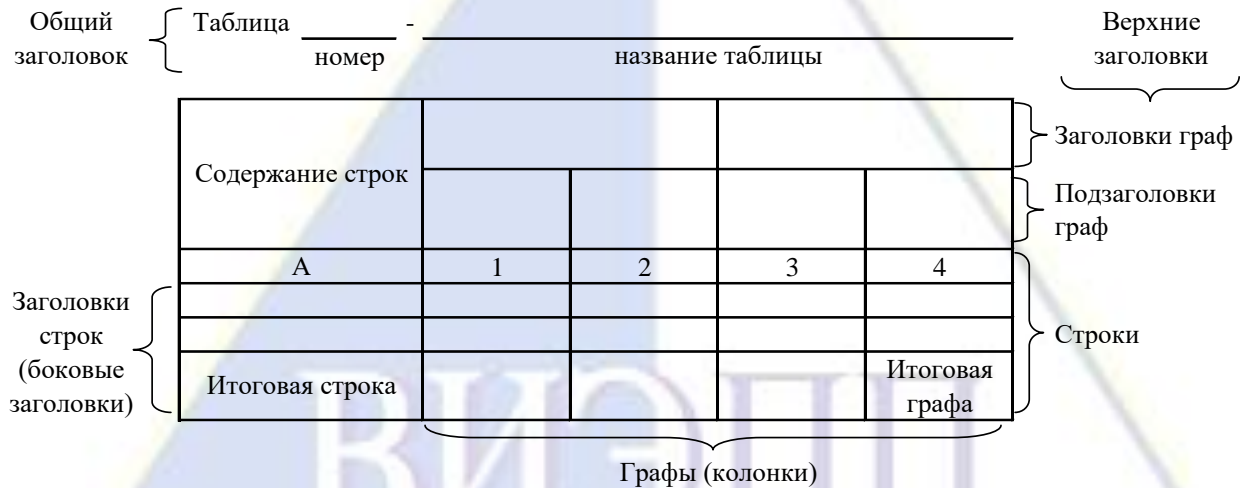 Общий
заголовок
Таблица -
номер
название таблицы
Верхние
заголовки
Содержание строк
Заголовки граф
Подзаголовки
граф
А 1 2 3 4
Заголовки
строк
(боковые
заголовки)
Строки
Итоговая строка
Итоговая
графа
Графы (колонки)
ВИЭПП